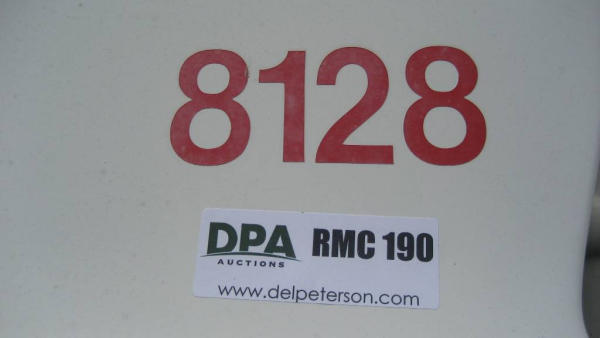 8128
DPA RMC 190
AUCTIONS
www.delpeterson.com